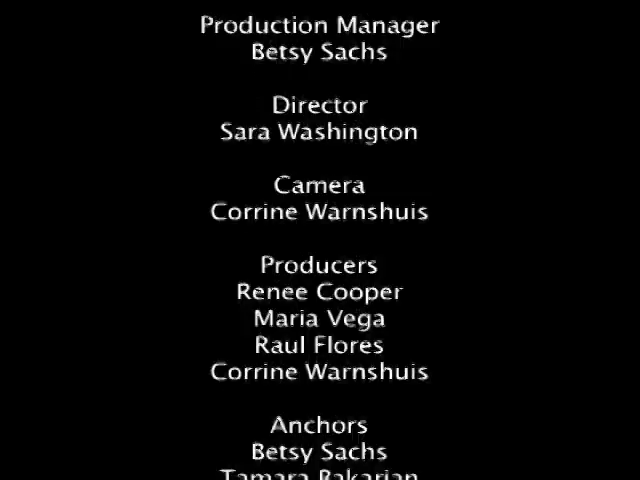 Production Manager
Betsy Sachs
Director
Sara Washington
Camera
Corrine Warnshuis
Producers
Renee Cooper
Maria Vega
Raul Flores
Corrine Warnshuis
Anchors
Betsy Sachs
Tamara